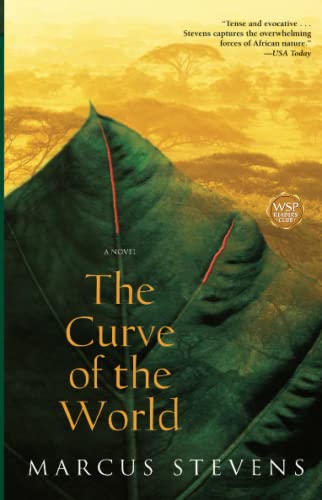 "Tense and evocative . . .
Stevens captures the overwhelming
forces of African nature."
—USA Today
WSP
READERS
CLUB
A NOVEL
The
Curve
of the
World
MARCUS STEVENS